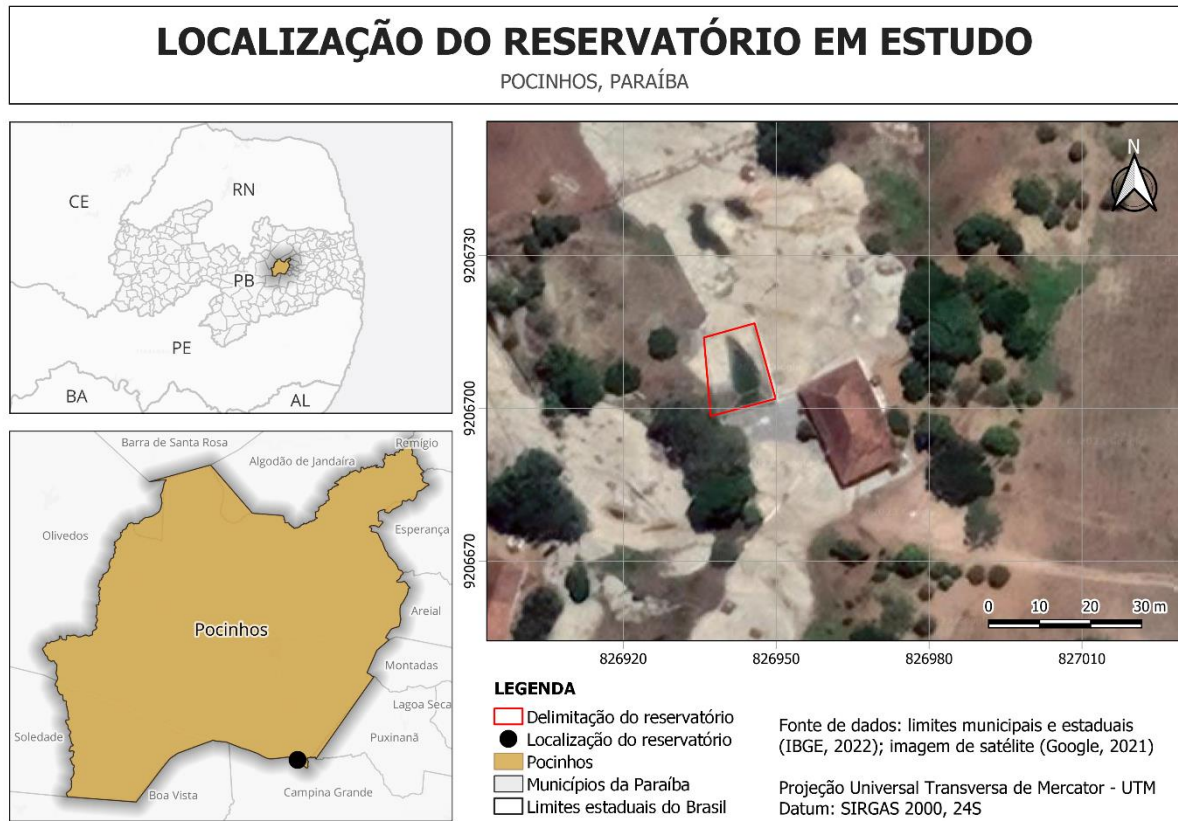 LOCALIZAÇÃO DO RESERVATÓRIO EM ESTUDO
POCINHOS, PARAÍBA
CE
RN
PB
PE
BA
AL
Barra de Santa Rosa
Remígio
Algodão de Jandaíra
Olivedos
Esperança
Areial
Pocinhos
Montadas
Lagoa Seca
Soledade
Puxinanã
Boa Vista
Campina Grande
N
9206730
9206700
9206670
0 10 20 30 m
826920 826950 826980 827010
LEGENDA
Delimitação do reservatório
Localização do reservatório
Pocinhos
Municípios da Paraíba
Limites estaduais do Brasil
Fonte de dados: limites municipais e estaduais
(IBGE, 2022); imagem de satélite (Google, 2021)
Projeção Universal Transversa de Mercator - UTM
Datum: SIRGAS 2000, 24S